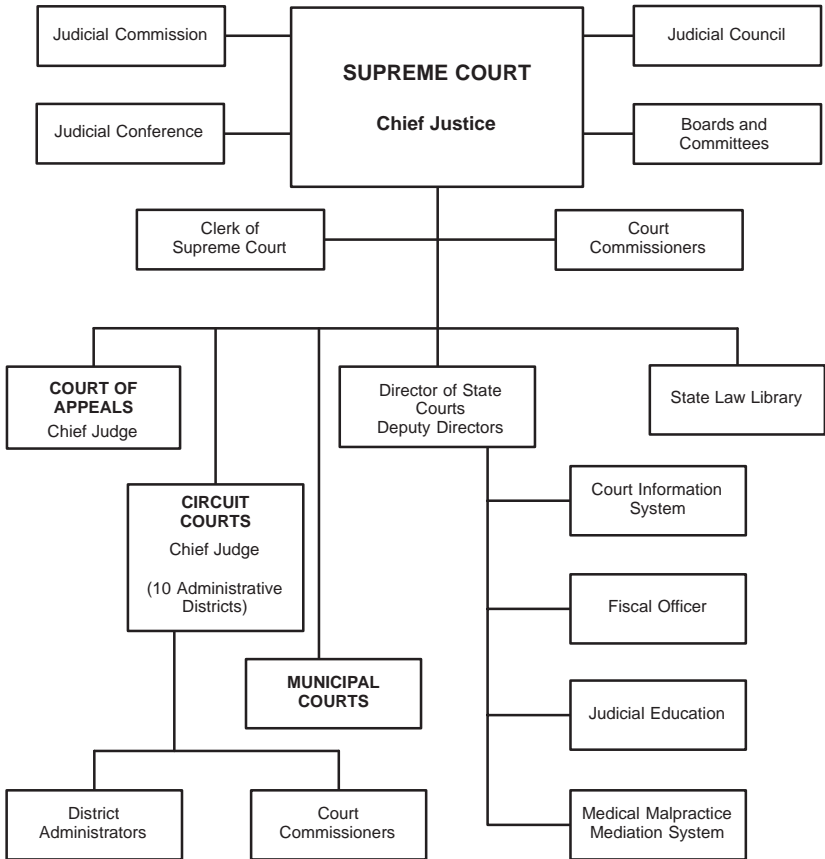 Judicial Commission
SUPREME COURT
Chief Justice
Judicial Council
Judicial Conference
Boards and
Committees
Clerk of
Supreme Court
Court
Commissioners
COURT OF
APPEALS
Chief Judge
Director of State
Courts
Deputy Directors
State Law Library
CIRCUIT
COURTS
Chief Judge
(10 Administrative
Districts)
Court Information
System
Fiscal Officer
MUNICIPAL
COURTS
Judicial Education
District
Administrators
Court
Commissioners
Medical Malpractice
Mediation System